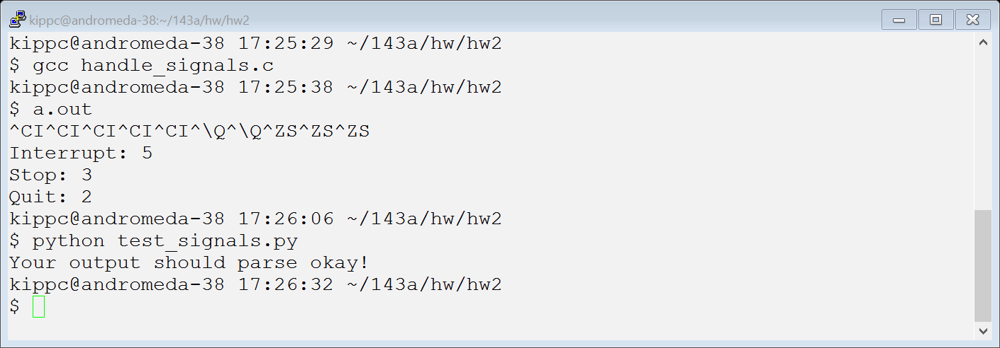 kippc@andromeda-38:~/143a/hw/hw2
kippc@andromeda-38 17:25:29 ~/143a/hw/hw2
$ gcc handle_signals.c
kippc@andromeda-38 17:25:38 ~/143a/hw/hw2
$ a.out
^CI^CI^CI^CI^CI^\Q^\Q^ZS^ZS^ZS
Interrupt: 5
Stop: 3
Quit: 2
kippc@andromeda-38 17:26:06 ~/143a/hw/hw2
$ python test_signals.py
Your output should parse okay!
kippc@andromeda-38 17:26:32 ~/143a/hw/hw2
$